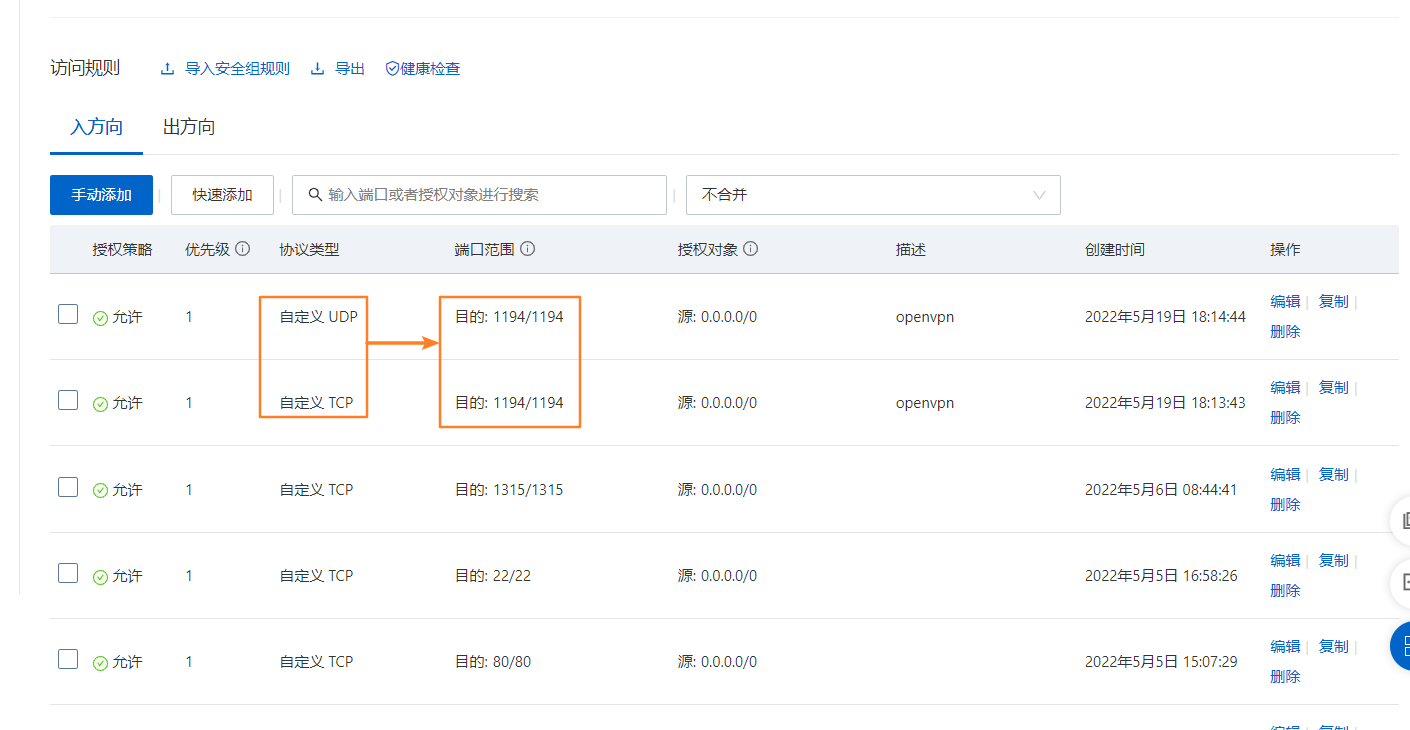 访问规则 导入安全组规则 导出 健康检查
入方向 出方向
手动添加 快速添加 输入端口或者授权对象进行搜索 不合并
授权策略 优先级 协议类型 端口范围 授权对象 描述 创建时间 操作
允许 1 自定义 UDP 目的: 1194/1194 源: 0.0.0.0/0 openvpn 2022年5月19日 18:14:44 编辑 复制
删除
允许 1 自定义 TCP 目的: 1194/1194 源: 0.0.0.0/0 openvpn 2022年5月19日 18:13:43 编辑 复制
删除
允许 1 自定义 TCP 目的: 1315/1315 源: 0.0.0.0/0 2022年5月6日 08:44:41 编辑 复制
删除
允许 1 自定义 TCP 目的: 22/22 源: 0.0.0.0/0 2022年5月5日 16:58:26 编辑 复制
删除
允许 1 自定义 TCP 目的: 80/80 源: 0.0.0.0/0 2022年5月5日 15:07:29 编辑 复制
删除